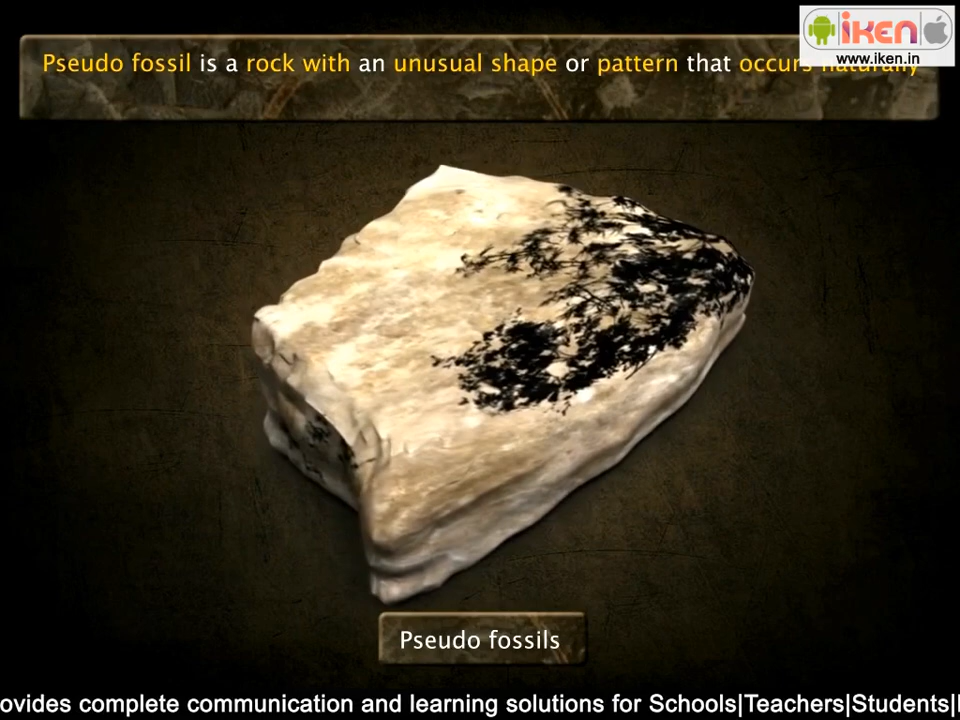 iken
www.iken.in
Pseudo fossil is a rock with an unusual shape or pattern that occurs naturally
Pseudo fossils
ovides complete communication and learning solutions for Schools|Teachers|Students|